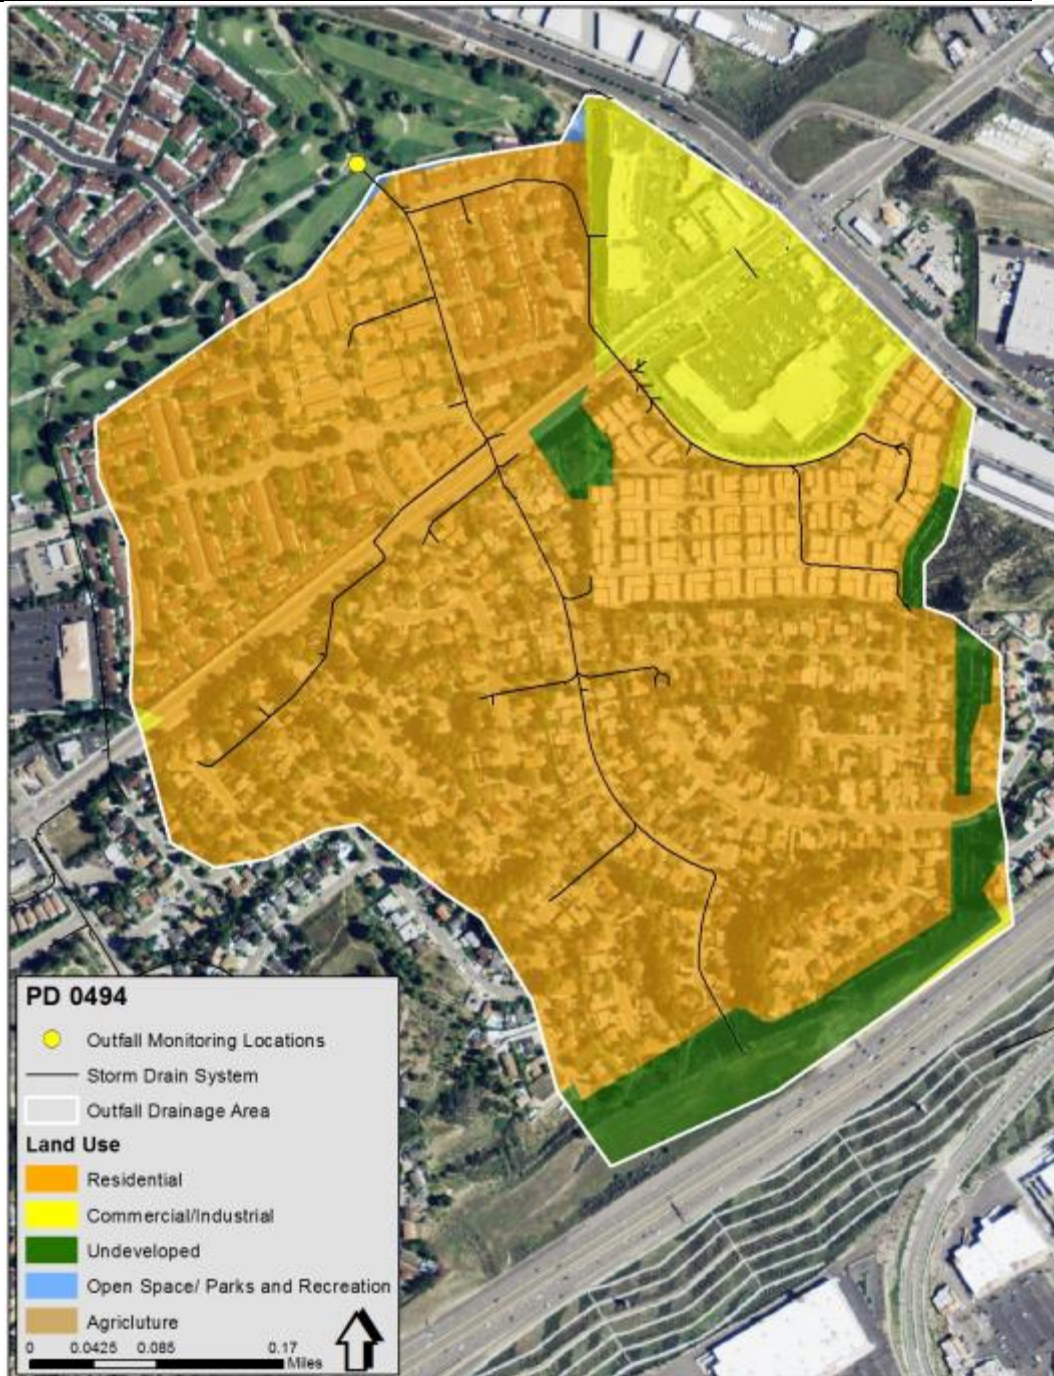 PD 0494
Outfall Monitoring Locations
Storm Drain System
Outfall Drainage Area
Land Use
Residential
Commercial/Industrial
Undeveloped
Open Space/ Parks and Recreation
Agricluture
0 0.0425 0.085 0.17
Miles